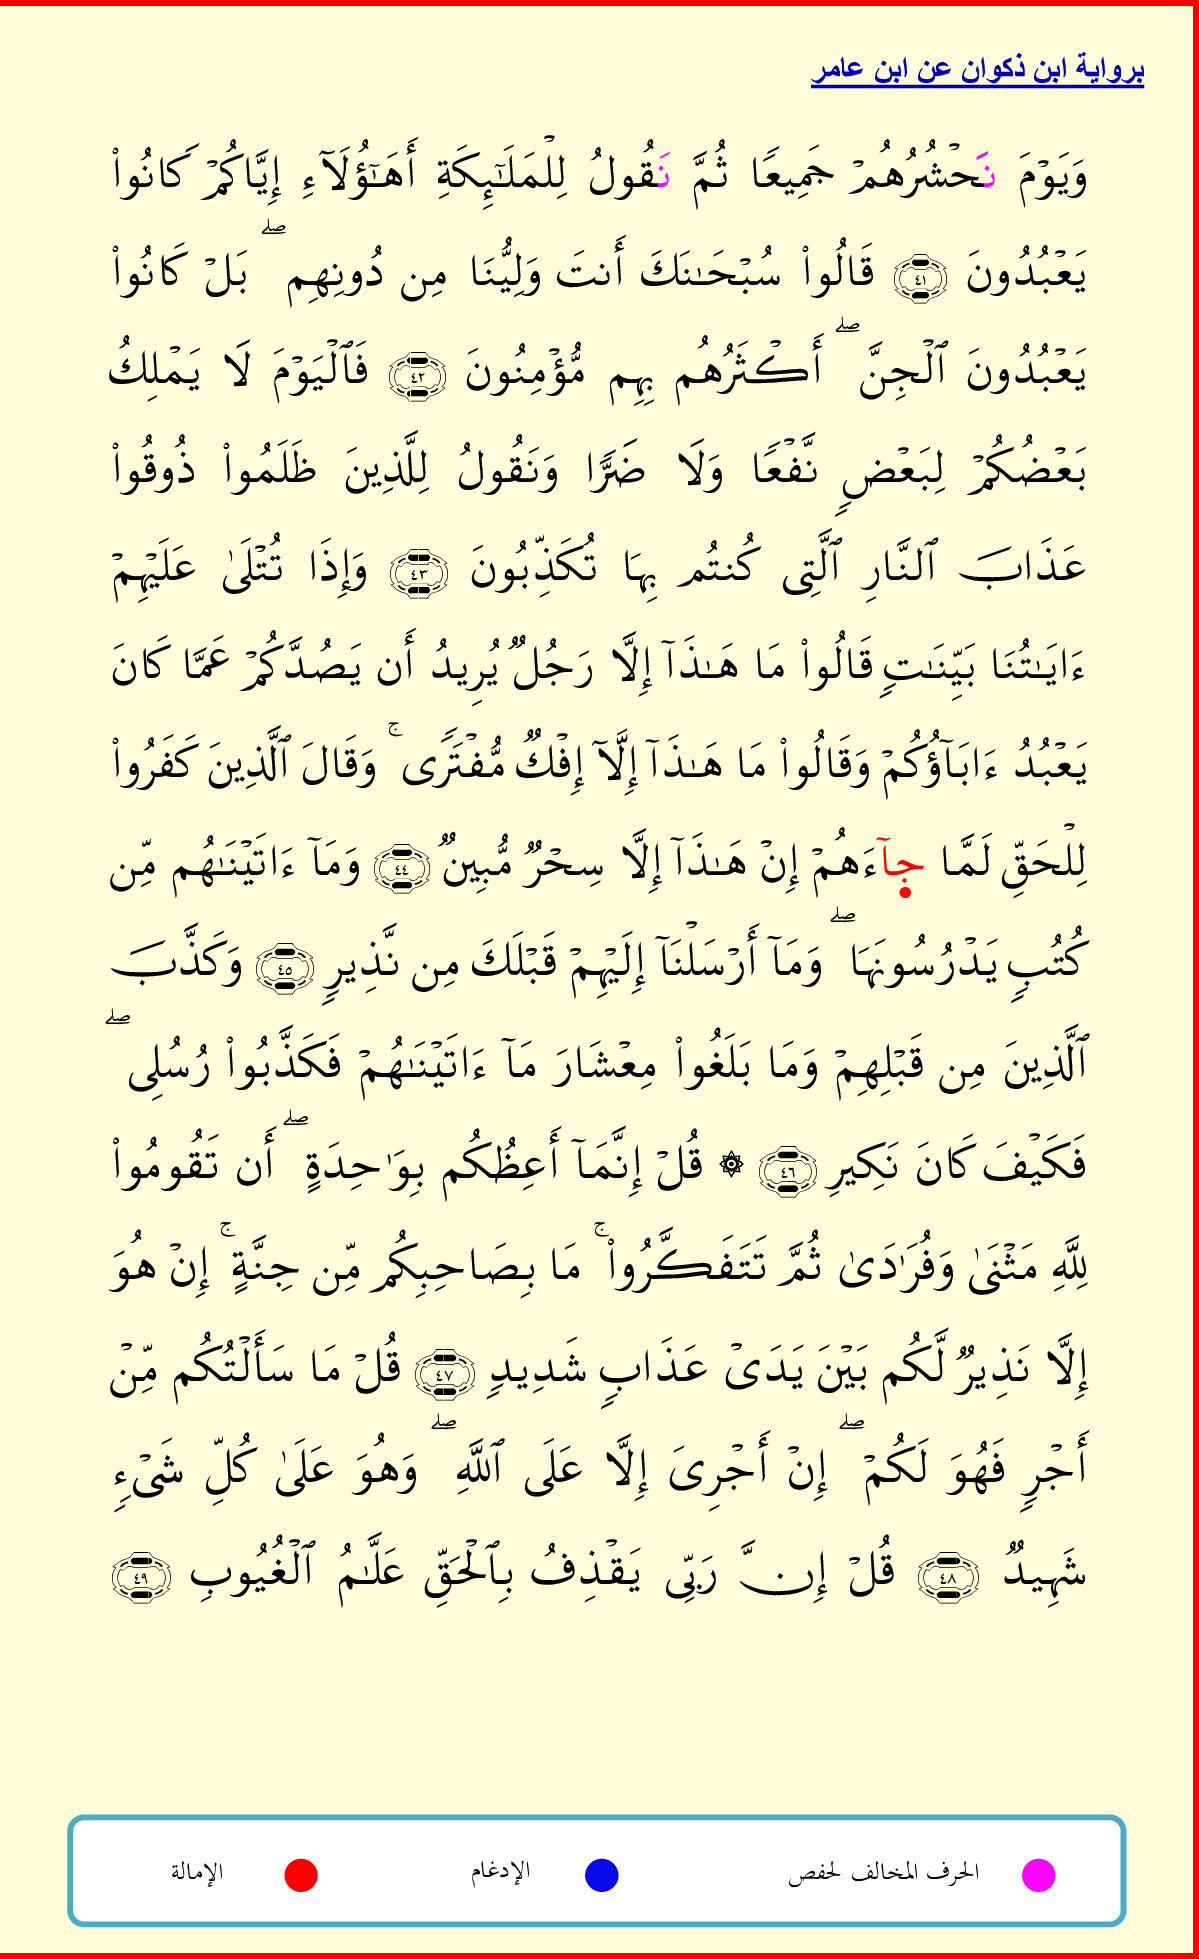 برواية ابن ذكوان عن ابن عامر
وَيَوْمَ نَحْشُرُهُمْ جَمِيعًا ثُمَّ نَقُولُ لِلْمَلَٰٓئِكَةِ أَهَٰٓؤُلَآءِ إِيَّاكُمْ كَانُوا۟
يَعْبُدُونَ ٤١ قَالُوا۟ سُبْحَٰنَكَ أَنتَ وَلِيُّنَا مِن دُونِهِم ۖ بَلْ كَانُوا۟
يَعْبُدُونَ ٱلْجِنَّ ۖ أَكْثَرُهُم بِهِم مُّؤْمِنُونَ ٤٢ فَٱلْيَوْمَ لَا يَمْلِكُ
بَعْضُكُمْ لِبَعْضٍ نَّفْعًا وَلَا ضَرًّا وَنَقُولُ لِلَّذِينَ ظَلَمُوا۟ ذُوقُوا۟
عَذَابَ ٱلنَّارِ ٱلَّتِى كُنتُم بِهَا تُكَذِّبُونَ ٤٣ وَإِذَا تُتْلَىٰ عَلَيْهِمْ
ءَايَٰتُنَا بَيِّنَٰتٍ قَالُوا۟ مَا هَٰذَآ إِلَّا رَجُلٌ يُرِيدُ أَن يَصُدَّكُمْ عَمَّا كَانَ
يَعْبُدُ ءَابَآؤُكُمْ وَقَالُوا۟ مَا هَٰذَآ إِلَّآ إِفْكٌ مُّفْتَرًى ۚ وَقَالَ ٱلَّذِينَ كَفَرُوا۟
لِلْحَقِّ لَمَّا جآءَهُمْ إِنْ هَٰذَآ إِلَّا سِحْرٌ مُّبِينٌ ٤٤ وَمَآ ءَاتَيْنَٰهُم مِّن
كُتُبٍ يَدْرُسُونَهَا ۖ وَمَآ أَرْسَلْنَآ إِلَيْهِمْ قَبْلَكَ مِن نَّذِيرٍ ٤٥ وَكَذَّبَ
ٱلَّذِينَ مِن قَبْلِهِمْ وَمَا بَلَغُوا۟ مِعْشَارَ مَآ ءَاتَيْنَٰهُمْ فَكَذَّبُوا۟ رُسُلِى ۖ
فَكَيْفَ كَانَ نَكِيرِ ٤٦ ۞ قُلْ إِنَّمَآ أَعِظُكُم بِوَٰحِدَةٍ ۖ أَن تَقُومُوا۟
لِلَّهِ مَثْنَىٰ وَفُرَٰدَىٰ ثُمَّ تَتَفَكَّرُوا۟ ۚ مَا بِصَاحِبِكُم مِّن جِنَّةٍ ۚ إِنْ هُوَ
إِلَّا نَذِيرٌ لَّكُم بَيْنَ يَدَىْ عَذَابٍ شَدِيدٍ ٤٧ قُلْ مَا سَأَلْتُكُم مِّنْ
أَجْرٍ فَهُوَ لَكُمْ ۖ إِنْ أَجْرِىَ إِلَّا عَلَى ٱللَّهِ ۖ وَهُوَ عَلَىٰ كُلِّ شَىْءٍ
شَهِيدٌ ٤٨ قُلْ إِنَّ رَبِّى يَقْذِفُ بِٱلْحَقِّ عَلَّٰمُ ٱلْغُيُوبِ ٤٩
الحرف المخالف لحفص الإدغام الإمالة